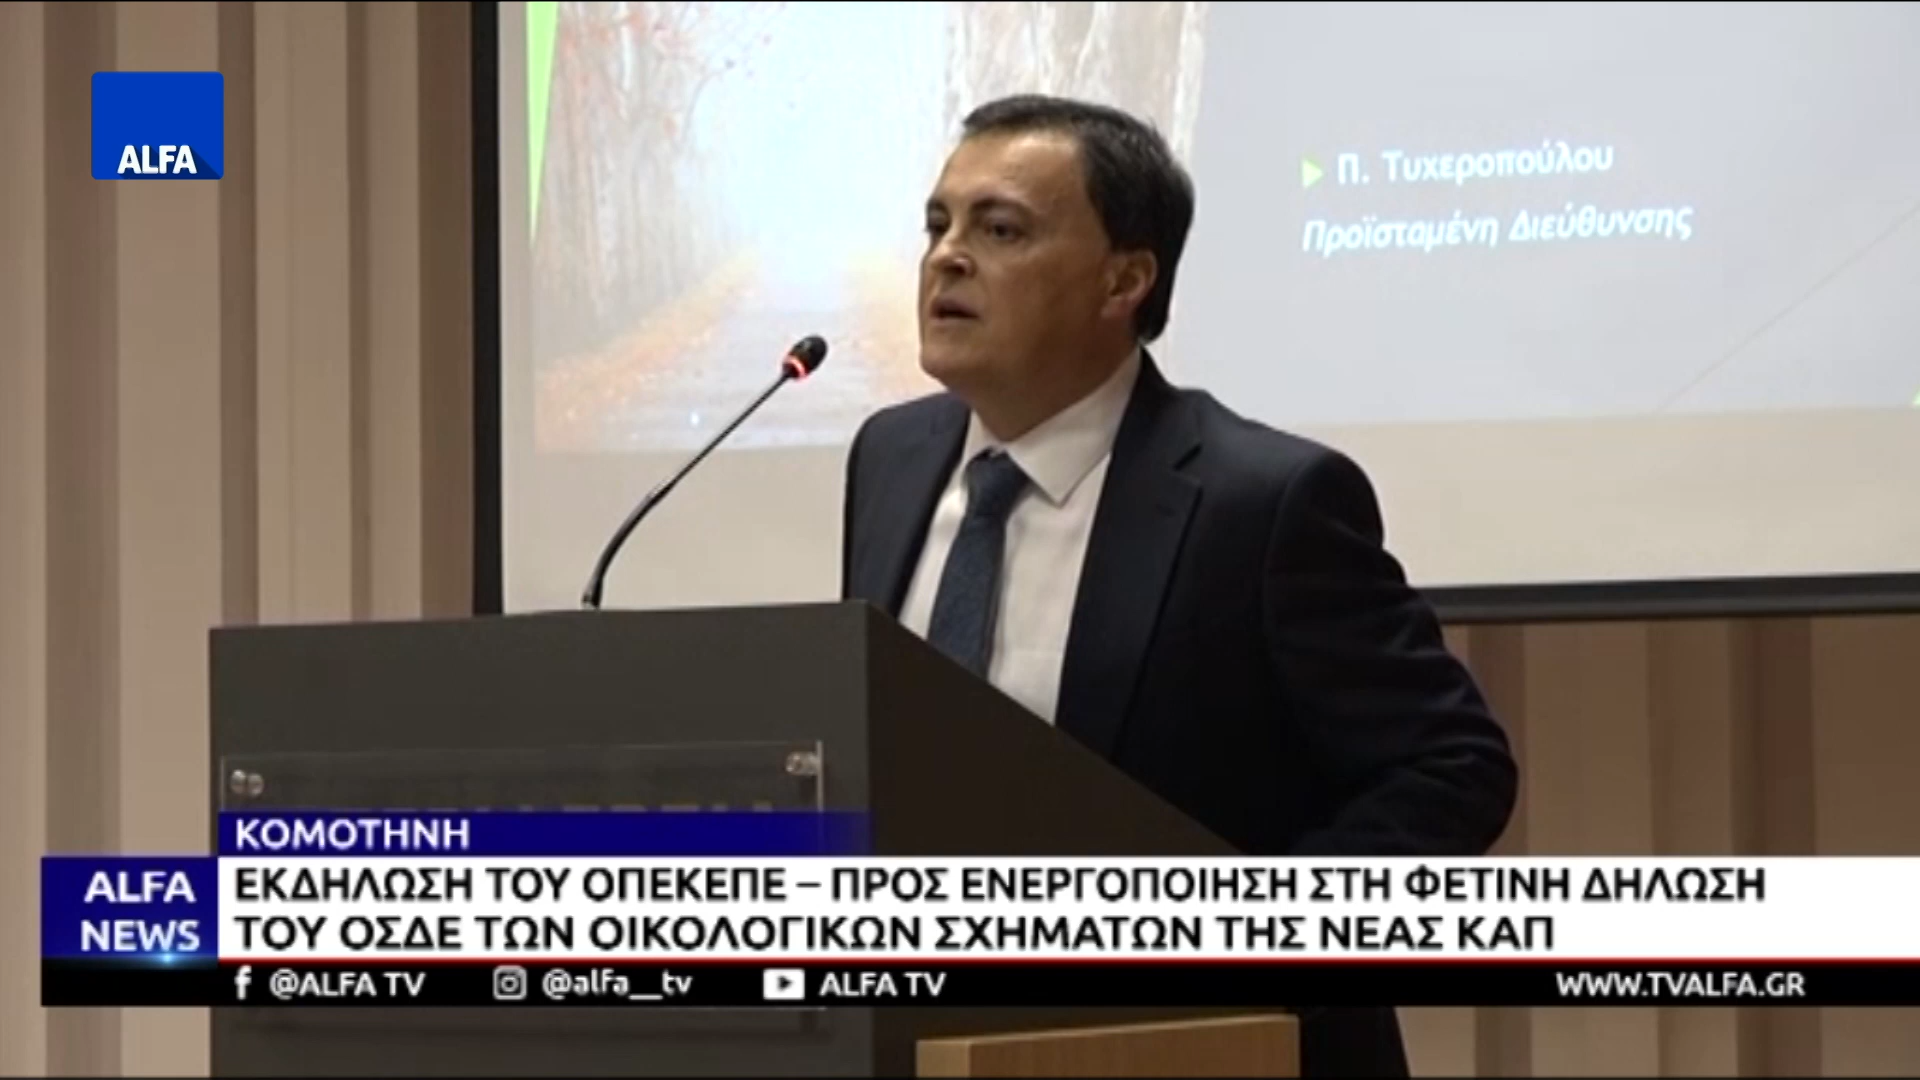 ALFA
Π. Τυχεροπούλου
Προϊσταμένη Διεύθυνσης
ΚΟΜΟΤΗΝΗ
ALFA NEWS
ΕΚΔΗΛΩΣΗ ΤΟΥ ΟΠΕΚΕΠΕ – ΠΡΟΣ ΕΝΕΡΓΟΠΟΙΗΣΗ ΣΤΗ ΦΕΤΙΝΗ ΔΗΛΩΣΗ
ΤΟΥ ΟΣΔΕ ΤΩΝ ΟΙΚΟΛΟΓΙΚΩΝ ΣΧΗΜΑΤΩΝ ΤΗΣ ΝΕΑΣ ΚΑΠ
@ALFA TV @alfa__tv ALFA TV WWW.TVALFA.GR